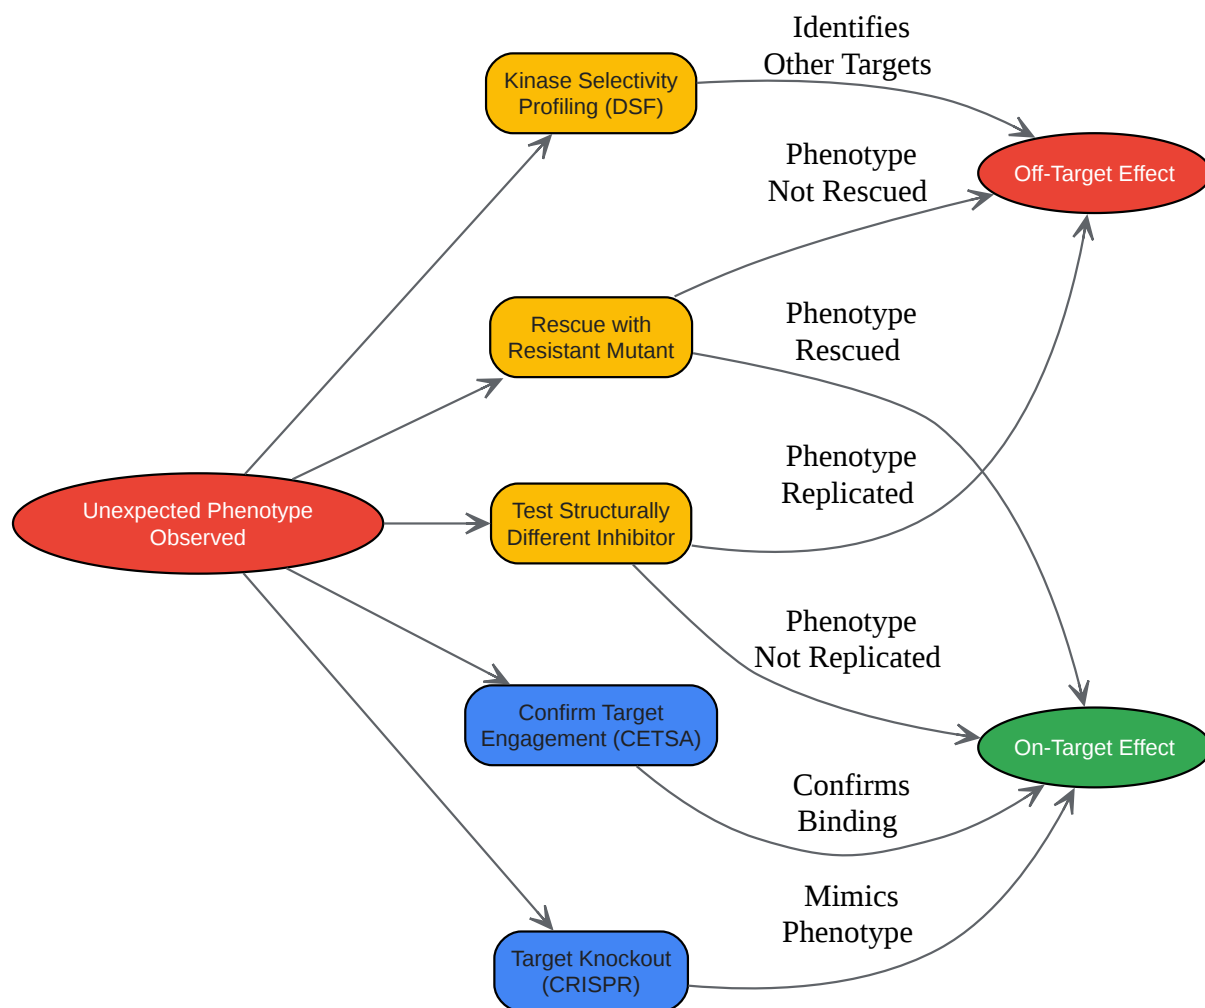 Identifies
Other Targets
Kinase Selectivity
Profiling (DSF)
Off-Target Effect
Phenotype
Not Rescued
Rescue with
Resistant Mutant
Phenotype
Rescued
Phenotype
Replicated
Unexpected Phenotype
Observed
Test Structurally
Different Inhibitor
Phenotype
Not Replicated
Confirm Target
Engagement (CETSA)
On-Target Effect
Confirms
Binding
Mimics
Phenotype
Target Knockout
(CRISPR)